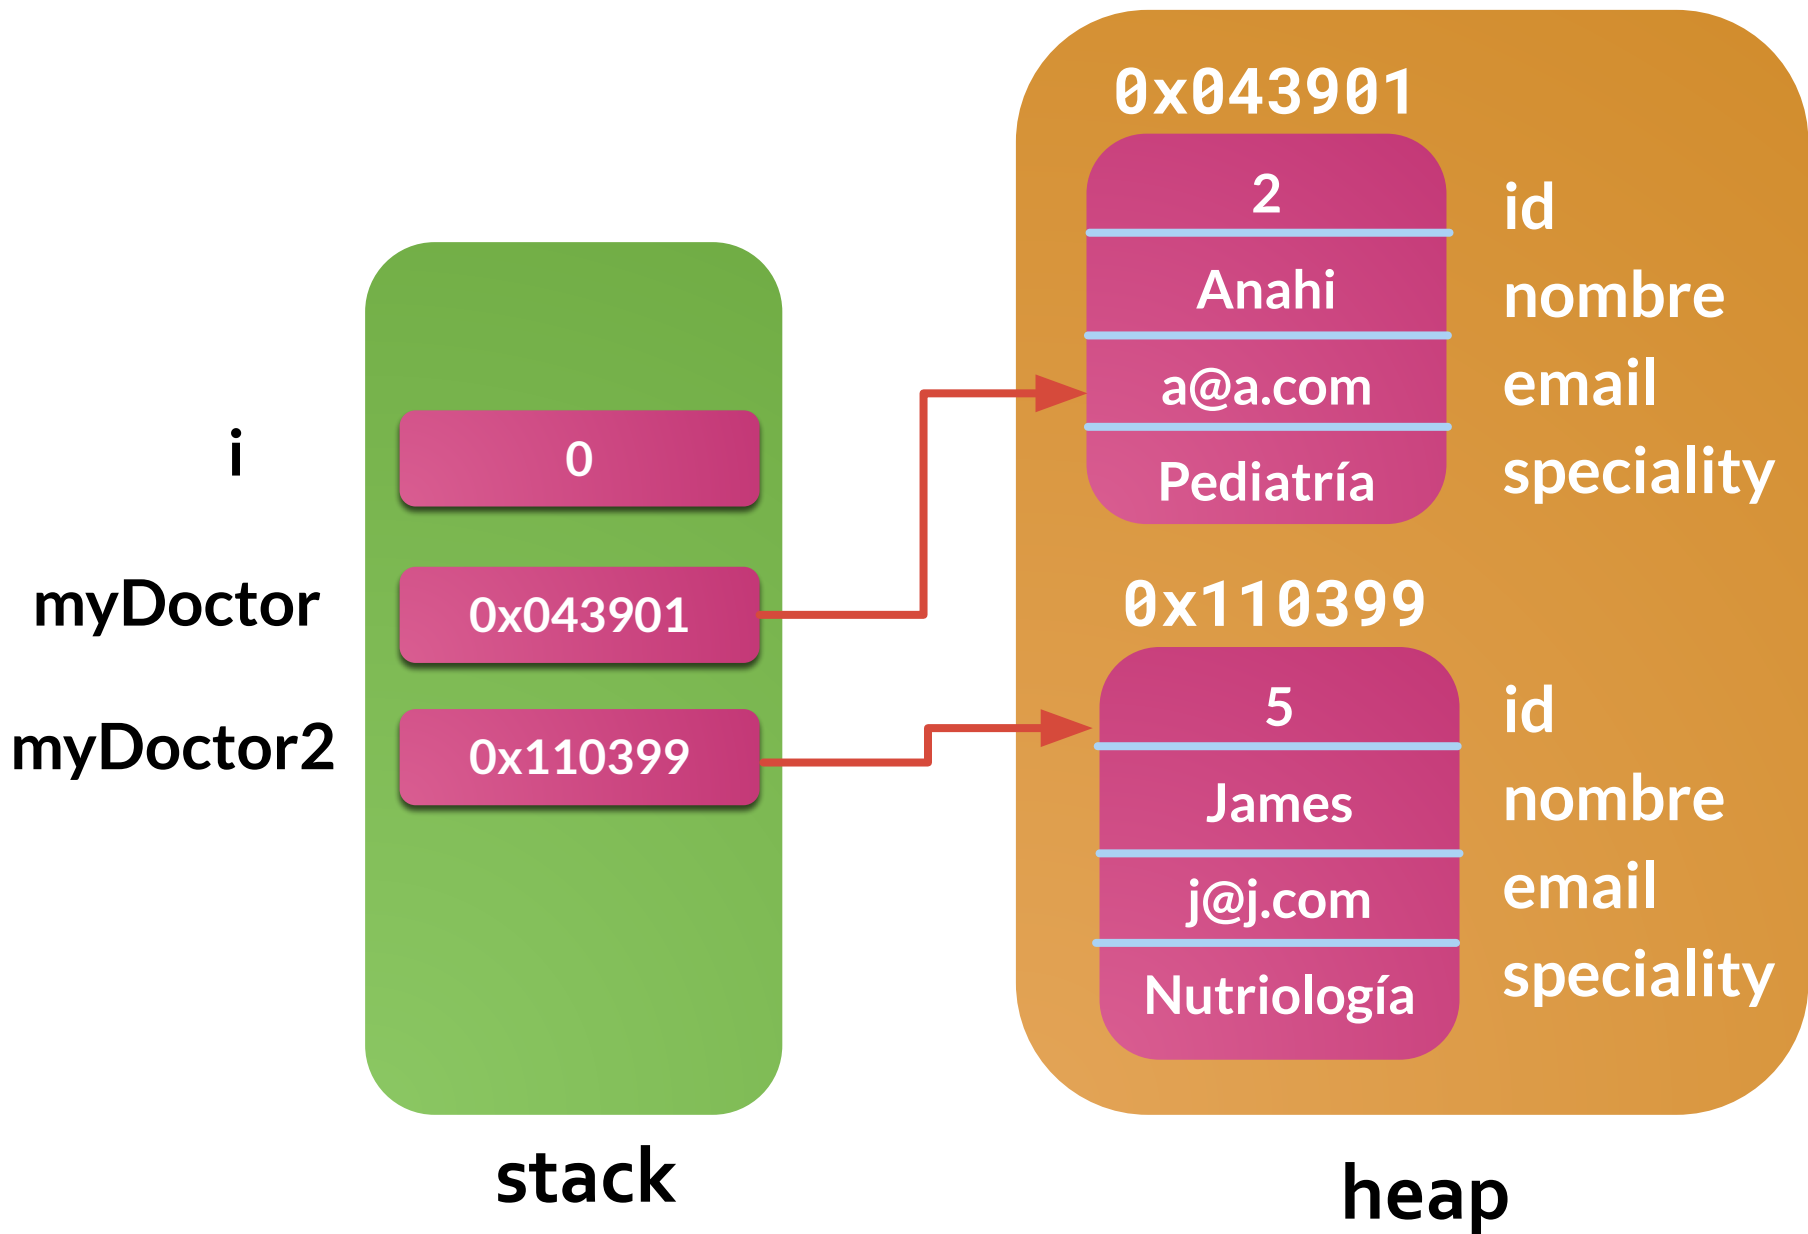 i
0
myDoctor
0x043901
myDoctor2
0x110399
stack
0x043901
2
id
Anahi
nombre
a@a.com
email
Pediatría
speciality
0x110399
5
id
James
nombre
j@j.com
email
Nutriología
speciality
heap